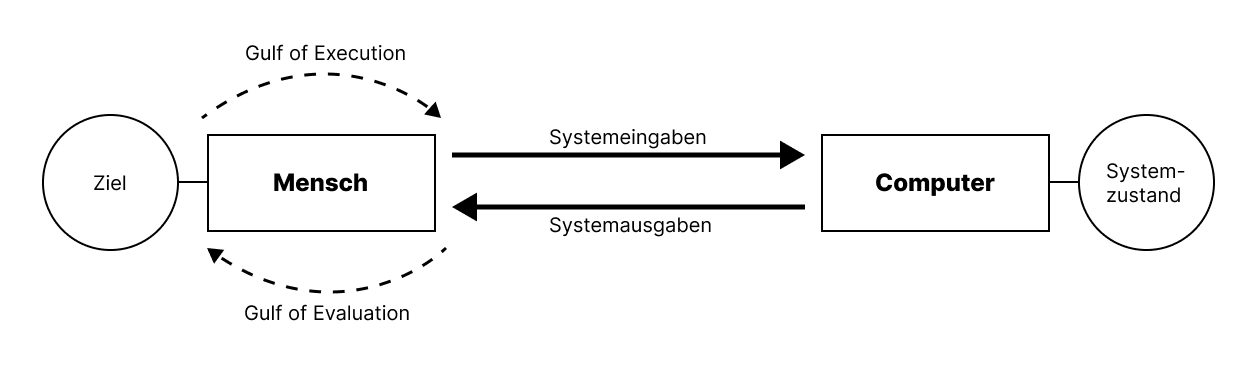 Gulf of Execution
Systemeingaben
Ziel
Mensch
Computer
System-
zustand
Systemausgaben
Gulf of Evaluation